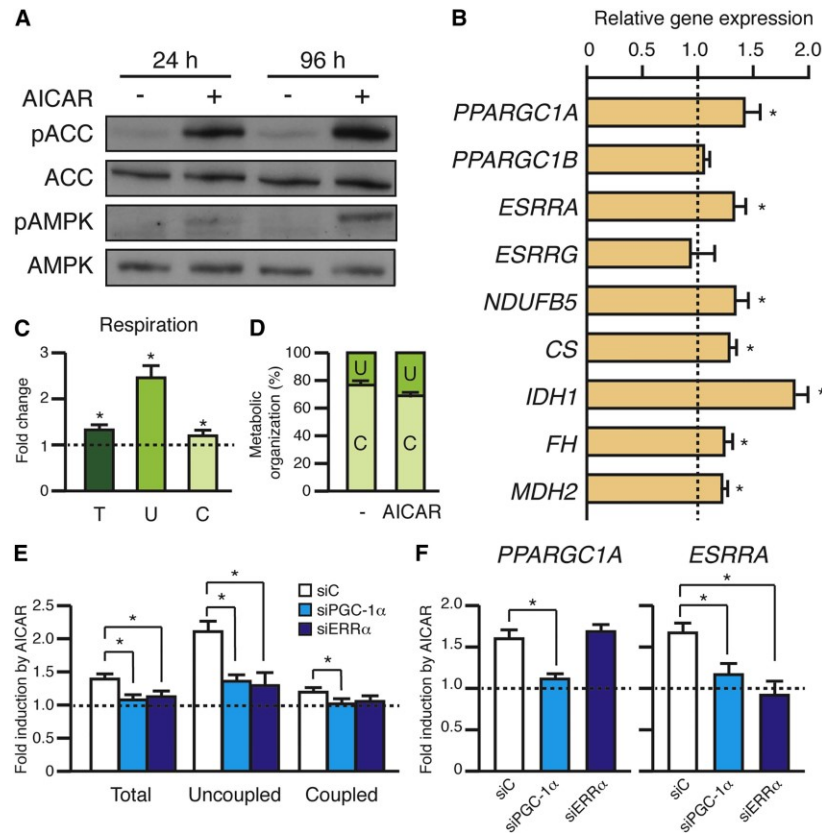 A
24 h 96 h
AICAR - + - +
pACC
ACC
pAMPK
AMPK
B
Relative gene expression
0 0.5 1.0 1.5 2.0
PPARGC1A *
PPARGC1B
ESRRA *
ESRRG
NDUFB5 *
CS *
IDH1 *
FH *
MDH2 *
C
Respiration
Fold change
3
2
1
0
* * *
T U C
D
Metabolic
organization (%)
100
80
60
40
20
0
U U
C C
- AICAR
E
Fold induction by AICAR
2.5
2.0
1.5
1.0
0.5
0
* * * * *
siC
siPGC-1α
siERRα
Total Uncoupled Coupled
F
PPARGC1A ESRRA
Fold induction by AICAR
2.0
1.5
1.0
0.5
0
* * *
siC siPGC-1α siERRα siC siPGC-1α siERRα